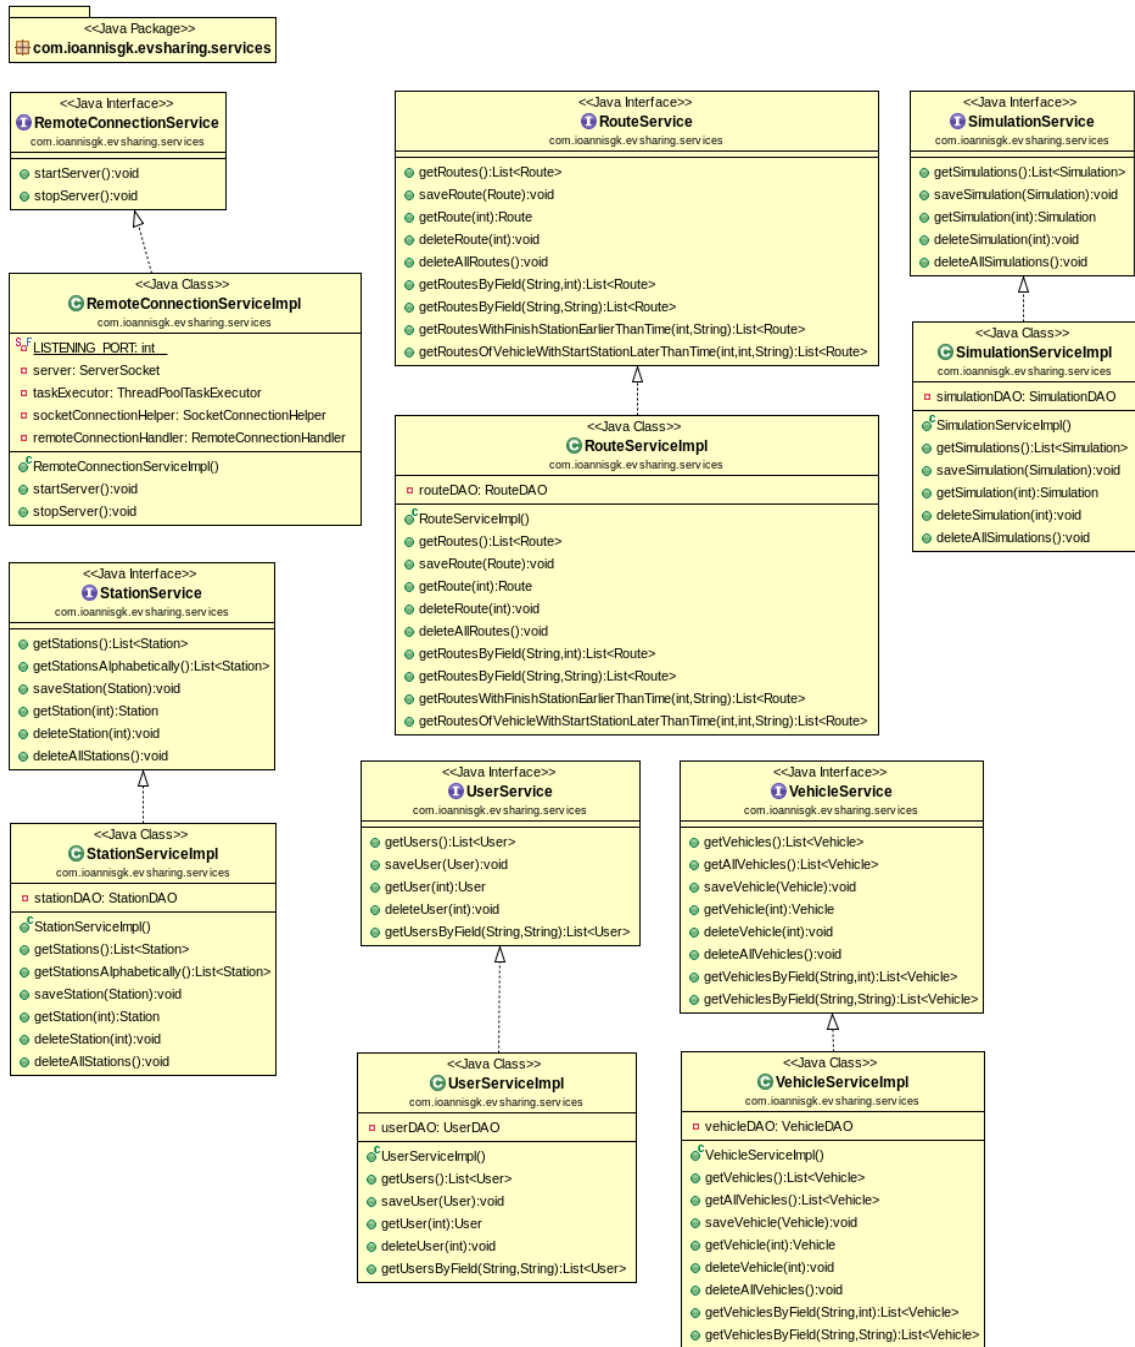 <<Java Package>>
com.ioannisgk.evsharing.services
<<Java Interface>>
RemoteConnectionService
com.ioannisgk.evsharing.services
startServer():void
stopServer():void
<<Java Class>>
RemoteConnectionServiceImpl
com.ioannisgk.evsharing.services
LISTENING_PORT: int
server: ServerSocket
taskExecutor: ThreadPoolTaskExecutor
socketConnectionHelper: SocketConnectionHelper
remoteConnectionHandler: RemoteConnectionHandler
RemoteConnectionServiceImpl()
startServer():void
stopServer():void
<<Java Interface>>
StationService
com.ioannisgk.evsharing.services
getStations():List<Station>
getStationsAlphabetically():List<Station>
saveStation(Station):void
getStation(int):Station
deleteStation(int):void
deleteAllStations():void
<<Java Class>>
StationServiceImpl
com.ioannisgk.evsharing.services
stationDAO: StationDAO
StationServiceImpl()
getStations():List<Station>
getStationsAlphabetically():List<Station>
saveStation(Station):void
getStation(int):Station
deleteStation(int):void
deleteAllStations():void
<<Java Interface>>
RouteService
com.ioannisgk.evsharing.services
getRoutes():List<Route>
saveRoute(Route):void
getRoute(int):Route
deleteRoute(int):void
deleteAllRoutes():void
getRoutesByField(String,int):List<Route>
getRoutesByField(String,String):List<Route>
getRoutesWithFinishStationEarlierThanTime(int,String):List<Route>
getRoutesOfVehicleWithStartStationLaterThanTime(int,int,String):List<Route>
<<Java Class>>
RouteServiceImpl
com.ioannisgk.evsharing.services
routeDAO: RouteDAO
RouteServiceImpl()
getRoutes():List<Route>
saveRoute(Route):void
getRoute(int):Route
deleteRoute(int):void
deleteAllRoutes():void
getRoutesByField(String,int):List<Route>
getRoutesByField(String,String):List<Route>
getRoutesWithFinishStationEarlierThanTime(int,String):List<Route>
getRoutesOfVehicleWithStartStationLaterThanTime(int,int,String):List<Route>
<<Java Interface>>
SimulationService
com.ioannisgk.evsharing.services
getSimulations():List<Simulation>
saveSimulation(Simulation):void
getSimulation(int):Simulation
deleteSimulation(int):void
deleteAllSimulations():void
<<Java Class>>
SimulationServiceImpl
com.ioannisgk.evsharing.services
simulationDAO: SimulationDAO
SimulationServiceImpl()
getSimulations():List<Simulation>
saveSimulation(Simulation):void
getSimulation(int):Simulation
deleteSimulation(int):void
deleteAllSimulations():void
<<Java Interface>>
UserService
com.ioannisgk.evsharing.services
getUsers():List<User>
saveUser(User):void
getUser(int):User
deleteUser(int):void
getUsersByField(String,String):List<User>
<<Java Class>>
UserServiceImpl
com.ioannisgk.evsharing.services
userDAO: UserDAO
UserServiceImpl()
getUsers():List<User>
saveUser(User):void
getUser(int):User
deleteUser(int):void
getUsersByField(String,String):List<User>
<<Java Interface>>
VehicleService
com.ioannisgk.evsharing.services
getVehicles():List<Vehicle>
getAllVehicles():List<Vehicle>
saveVehicle(Vehicle):void
getVehicle(int):Vehicle
deleteVehicle(int):void
deleteAllVehicles():void
getVehiclesByField(String,int):List<Vehicle>
getVehiclesByField(String,String):List<Vehicle>
<<Java Class>>
VehicleServiceImpl
com.ioannisgk.evsharing.services
vehicleDAO: VehicleDAO
VehicleServiceImpl()
getVehicles():List<Vehicle>
getAllVehicles():List<Vehicle>
saveVehicle(Vehicle):void
getVehicle(int):Vehicle
deleteVehicle(int):void
deleteAllVehicles():void
getVehiclesByField(String,int):List<Vehicle>
getVehiclesByField(String,String):List<Vehicle>